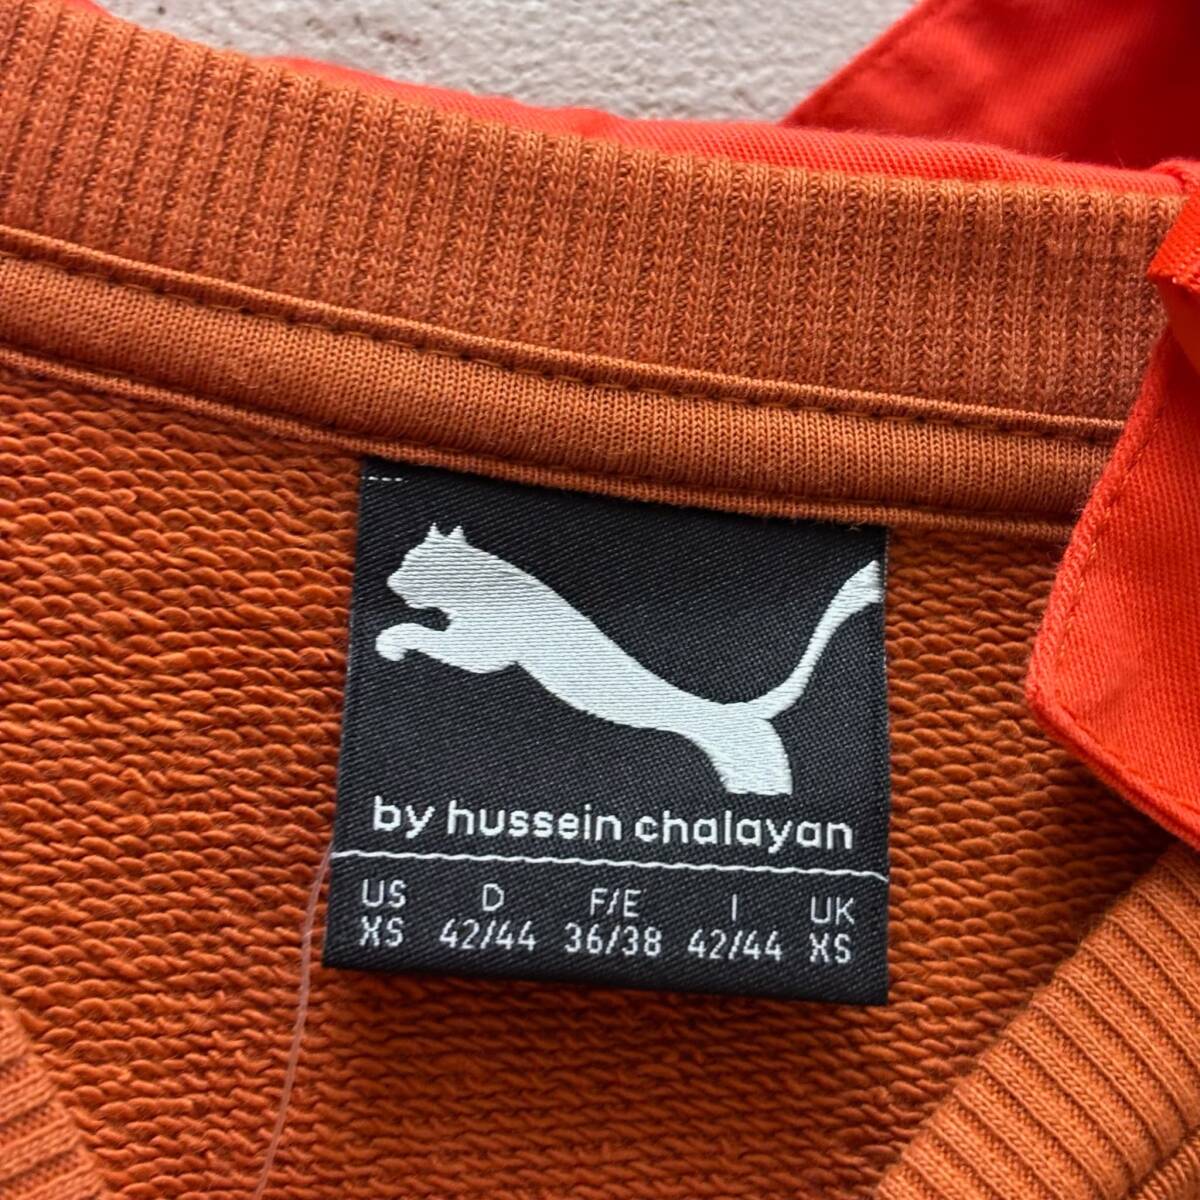 by hussein chalayan
US D F/E I UK
XS 42/44 36/38 42/44 XS